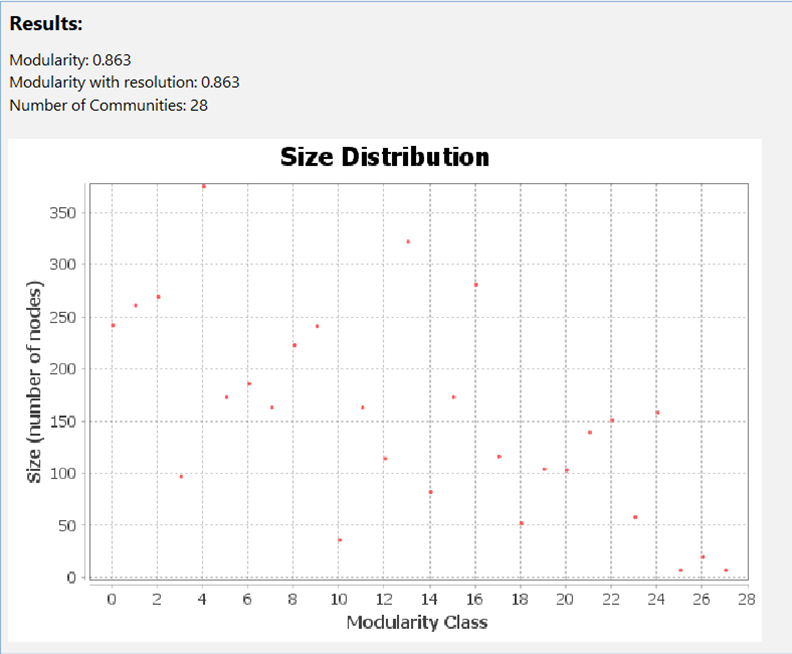 Results:
Modularity: 0.863
Modularity with resolution: 0.863
Number of Communities: 28
Size Distribution
Size (number of nodes)
350
300
250
200
150
100
50
0
0 2 4 6 8 10 12 14 16 18 20 22 24 26 28
Modularity Class